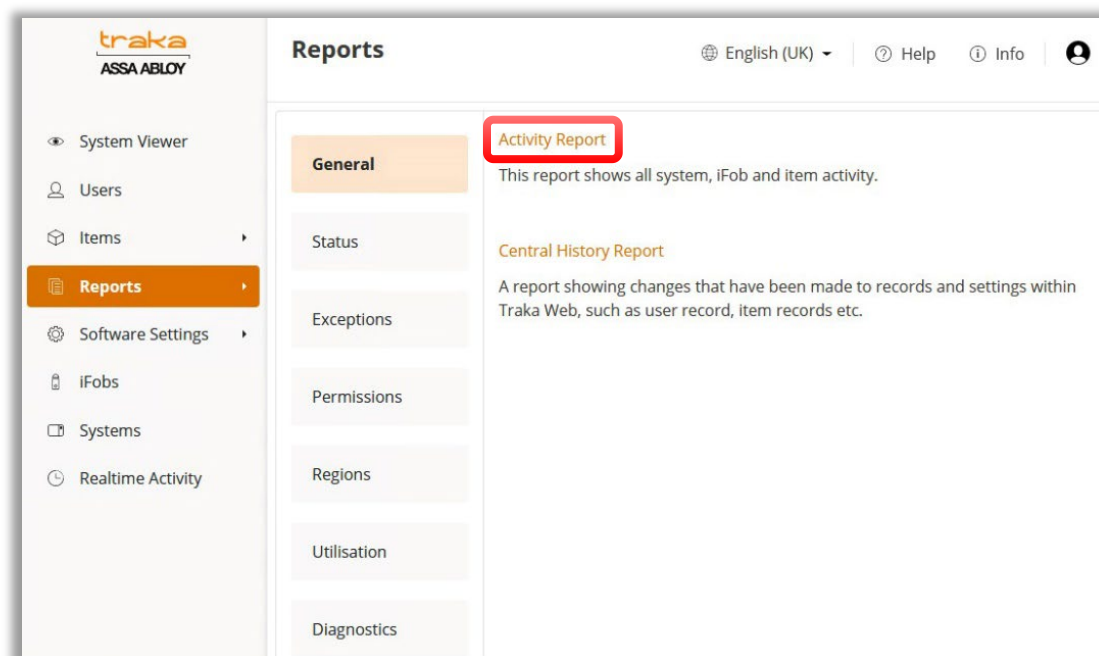 traka
ASSA ABLOY
Reports
English (UK)
Help
Info
System Viewer
Users
Items
Reports
Software Settings
iFobs
Systems
Realtime Activity
General
Status
Exceptions
Permissions
Regions
Utilisation
Diagnostics
Activity Report
This report shows all system, iFob and item activity.
Central History Report
A report showing changes that have been made to records and settings within
Traka Web, such as user record, item records etc.